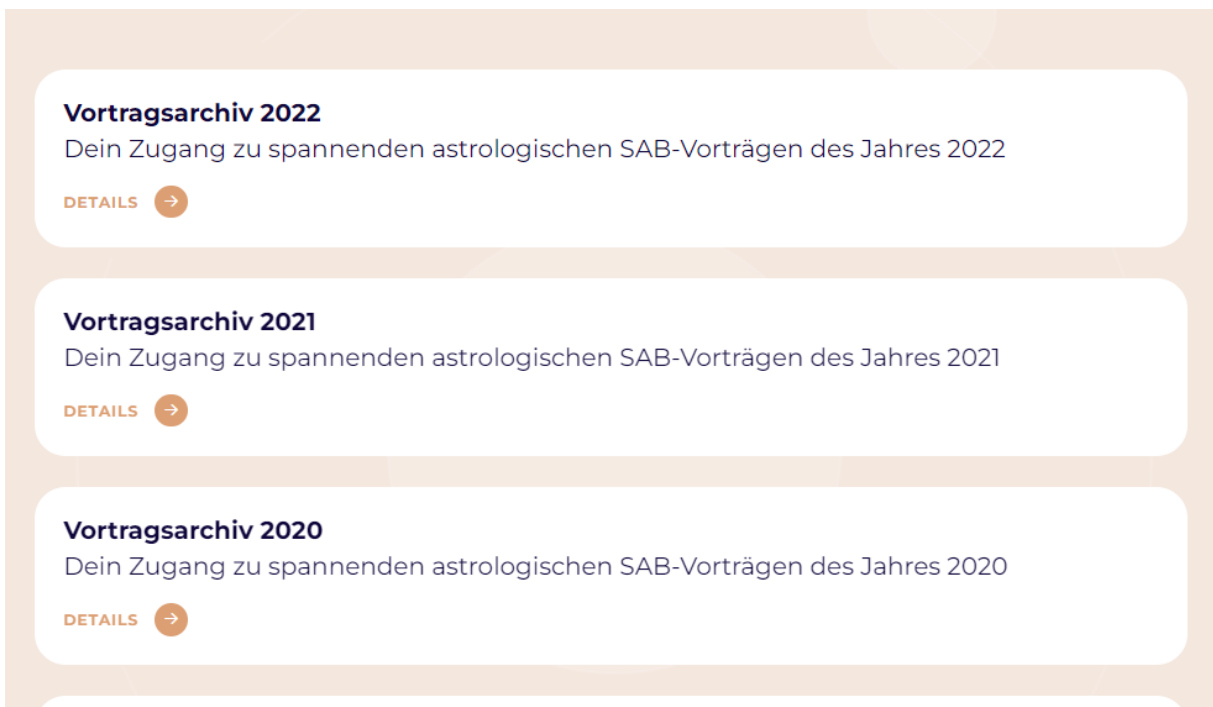 Vortragsarchiv 2022
Dein Zugang zu spannenden astrologischen SAB-Vorträgen des Jahres 2022
DETAILS
Vortragsarchiv 2021
Dein Zugang zu spannenden astrologischen SAB-Vorträgen des Jahres 2021
DETAILS
Vortragsarchiv 2020
Dein Zugang zu spannenden astrologischen SAB-Vorträgen des Jahres 2020
DETAILS